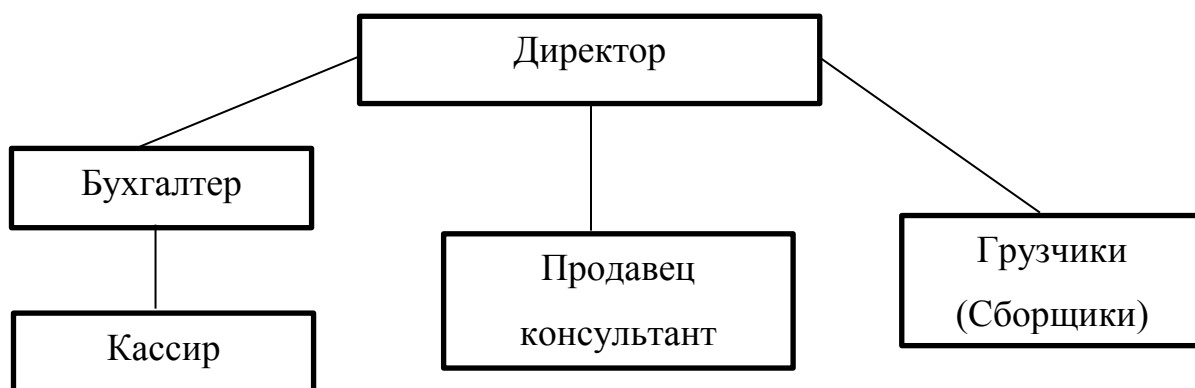 Директор
Бухгалтер
Кассир
Продавец
консультант
Грузчики
(Сборщики)